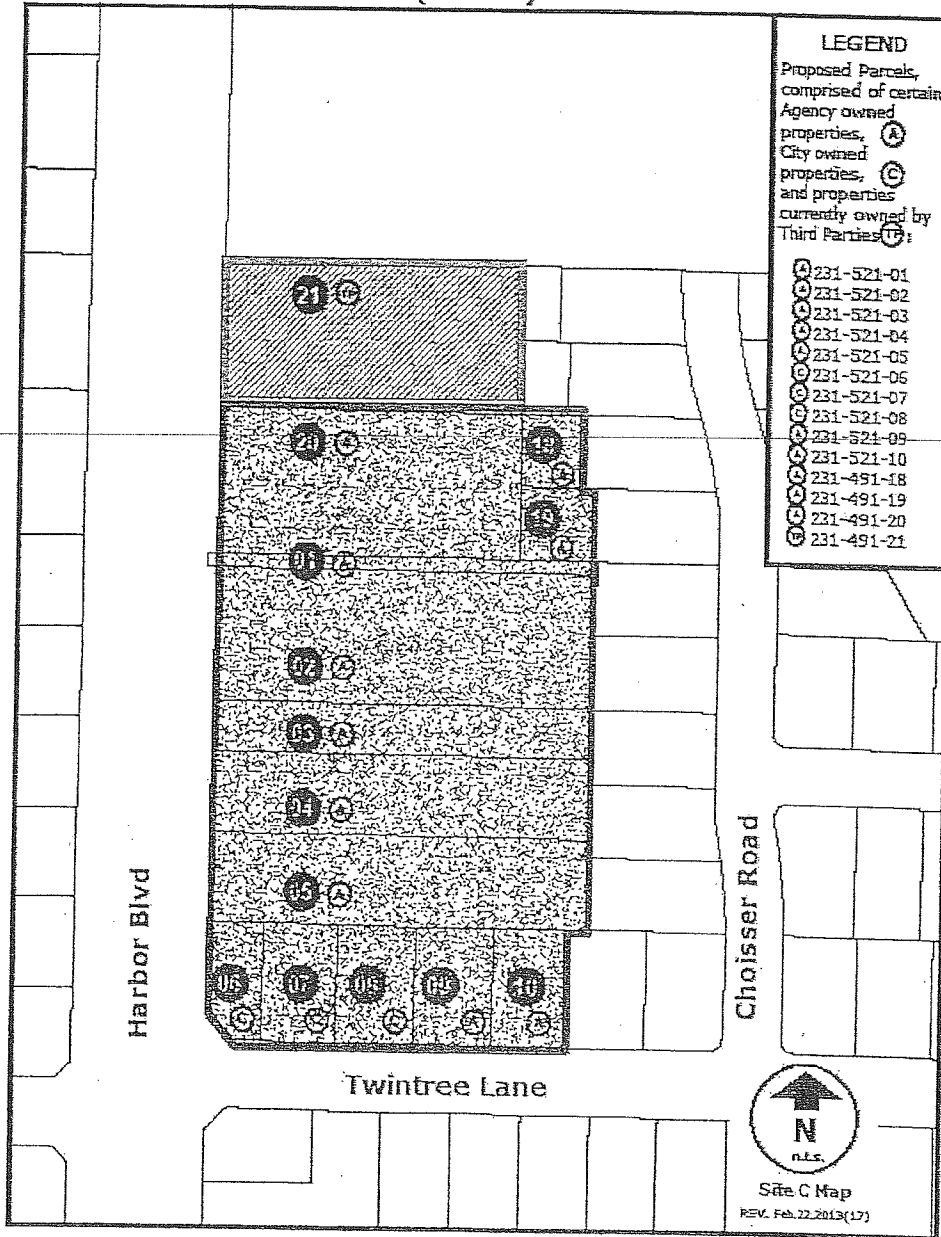 LEGEND
Proposed Parcels,
comprised of certain
Agency owned
properties, A
City owned
properties, C
and properties
currently owned by
Third Parties TP:
A 231-521-01
A 231-521-02
A 231-521-03
A 231-521-04
A 231-521-05
C 231-521-06
C 231-521-07
C 231-521-08
A 231-521-09
A 231-521-10
A 231-491-18
A 231-491-19
A 231-491-20
TP 231-491-21
21 TP
20 A
19
A
A
01 A
02 A
03 A
04 A
05 A
06 07 08 09 10
C C C A A
Harbor Blvd
Choisser Road
Twintree Lane
N
n.t.s.
Site C Map
REV. Feb.22.2013(17)